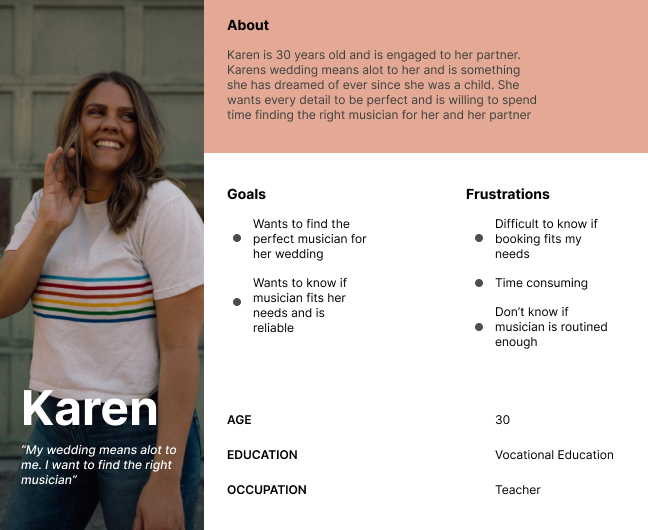 About
Karen is 30 years old and is engaged to her partner.
Karens wedding means alot to her and is something
she has dreamed of ever since she was a child. She
wants every detail to be perfect and is willing to spend
time finding the right musician for her and her partner
Goals
Wants to find the
perfect musician for
her wedding
Wants to know if
musician fits her
needs and is
reliable
Frustrations
Difficult to know if
booking fits my
needs
Time consuming
Don’t know if
musician is routined
enough
Karen
“My wedding means alot to
me. I want to find the right
musician”
AGE 30
EDUCATION Vocational Education
OCCUPATION Teacher